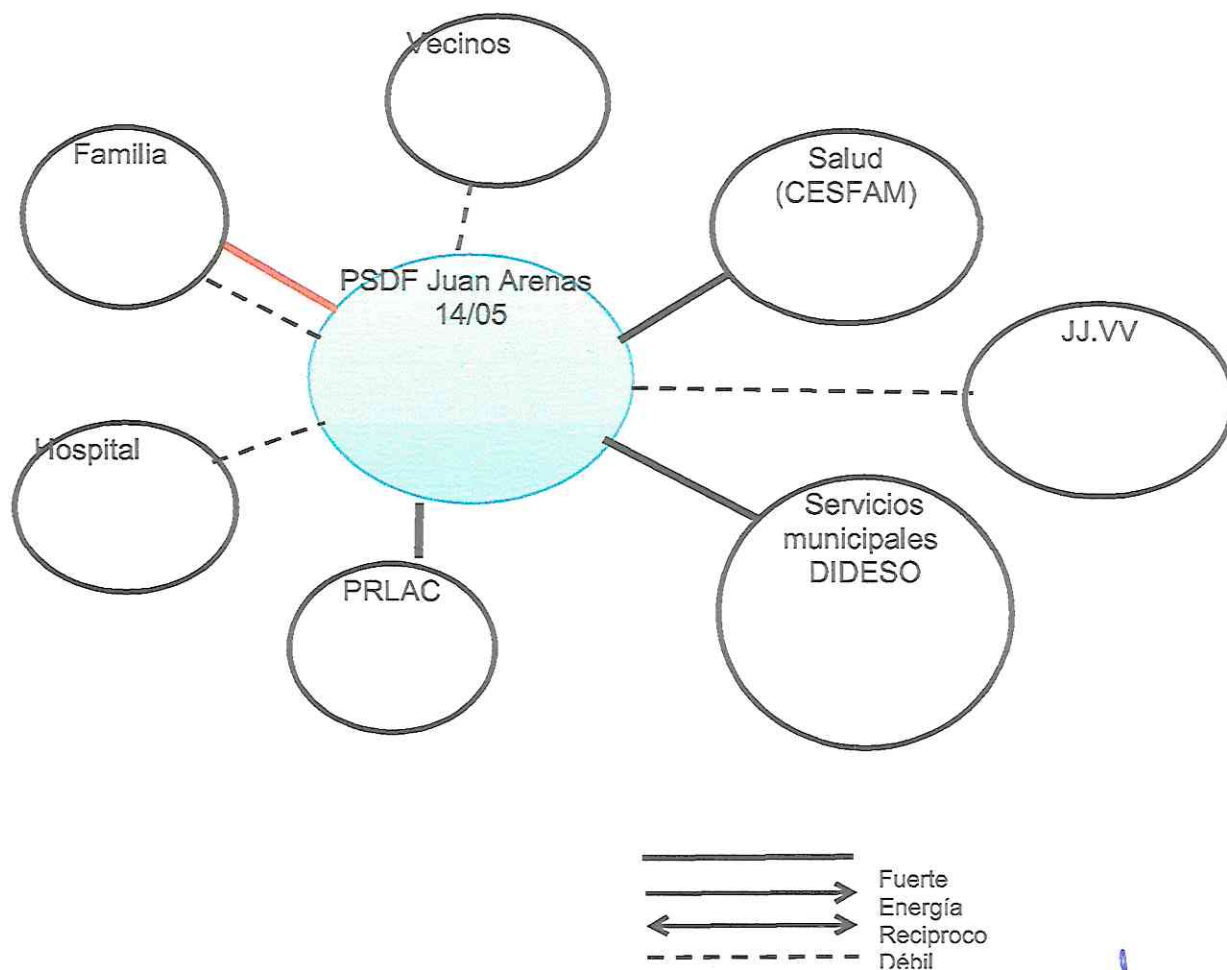 Vecinos
Familia
Salud
(CESFAM)
PSDF Juan Arenas
14/05
JJ.VV
Hospital
Servicios
municipales
DIDESO
PRLAC
Fuerte
Energía
Reciproco
Débil